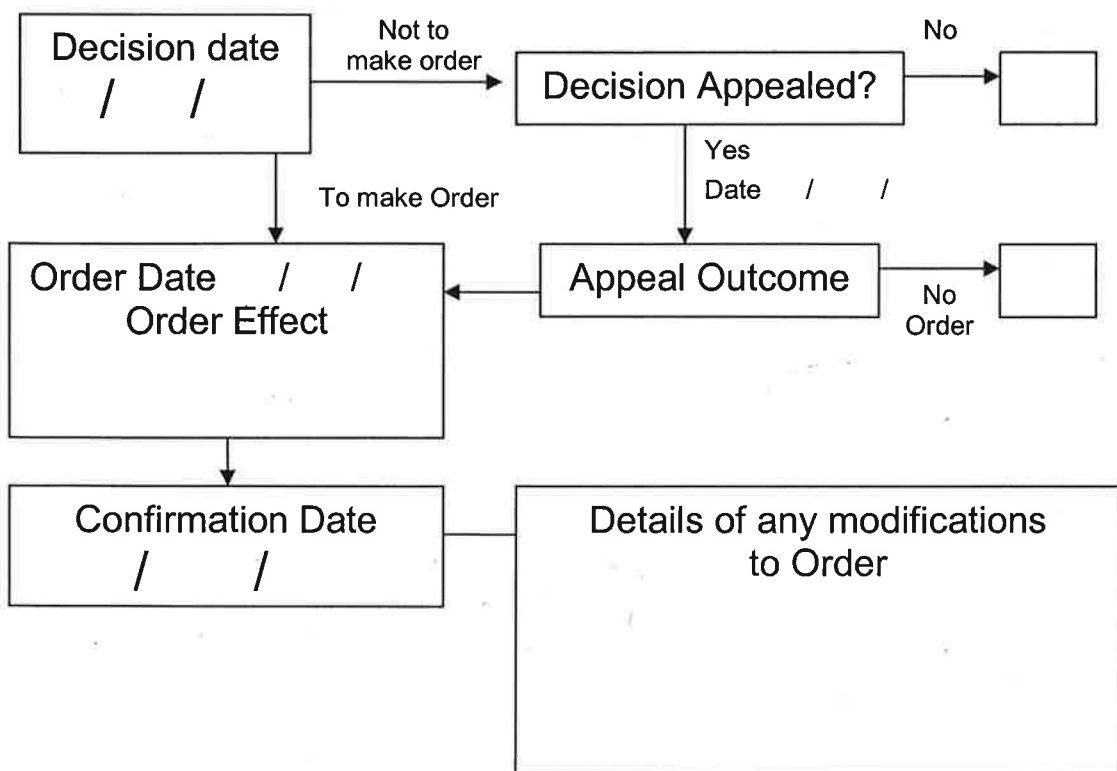 Decision date
/ /
Not to
make order
Decision Appealed?
No
Yes
Date / /
To make Order
Order Date / /
Order Effect
Appeal Outcome
No
Order
Confirmation Date
/ /
Details of any modifications
to Order